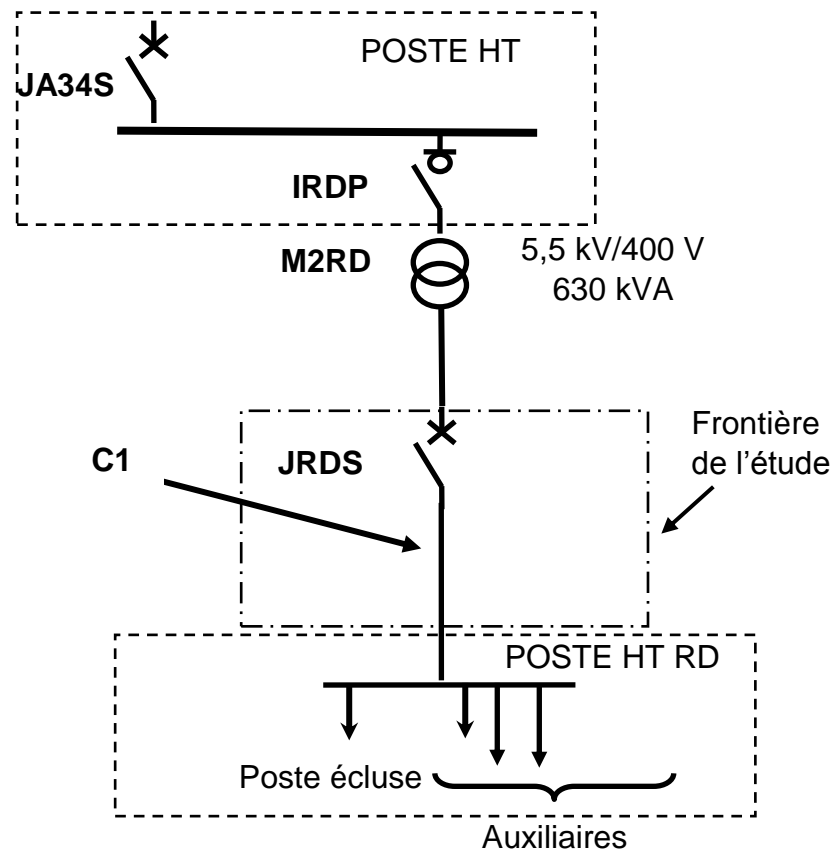 POSTE HT
JA34S
IRDP
M2RD
5,5 kV/400 V
630 kVA
C1
JRDS
Frontière
de l’étude
POSTE HT RD
Poste écluse
Auxiliaires